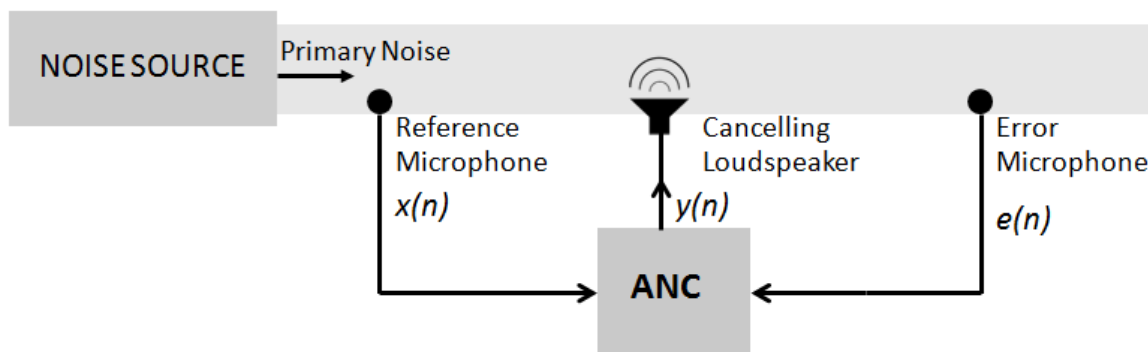 NOISE SOURCE
Primary Noise
Reference
Microphone
x(n)
Cancelling
Loudspeaker
y(n)
Error
Microphone
e(n)
ANC